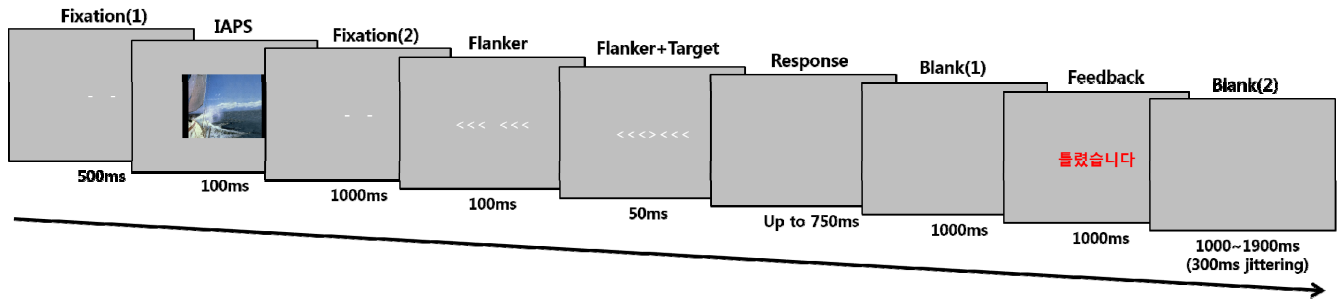 Fixation(1)
IAPS
Fixation(2)
Flanker
Flanker+Target
Response
Blank(1)
Feedback
Blank(2)
- -
- -
<<< <<<
<<<><<<
틀렸습니다
500ms
100ms
1000ms
100ms
50ms
Up to 750ms
1000ms
1000ms
1000~1900ms
(300ms jittering)